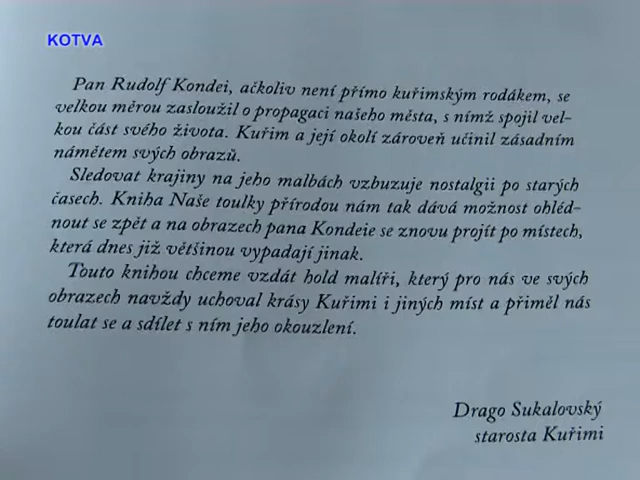 KOTVA
Pan Rudolf Kondei, ačkoliv není přímo kuřimským rodákem, se
velkou měrou zasloužil o propagaci našeho města, s nímž spojil vel-
kou část svého života. Kuřim a její okolí zároveň učinil zásadním
námětem svých obrazů.
Sledovat krajiny na jeho malbách vzbuzuje nostalgii po starých
časech. Kniha Naše toulky přírodou nám tak dává možnost ohléd-
nout se zpět a na obrazech pana Kondeie se znovu projít po místech,
která dnes již většinou vypadají jinak.
Touto knihou chceme vzdát hold malíři, který pro nás ve svých
obrazech navždy uchoval krásy Kuřimi i jiných míst a přiměl nás
toulat se a sdílet s ním jeho okouzlení.
Drago Sukalovský
starosta Kuřimi